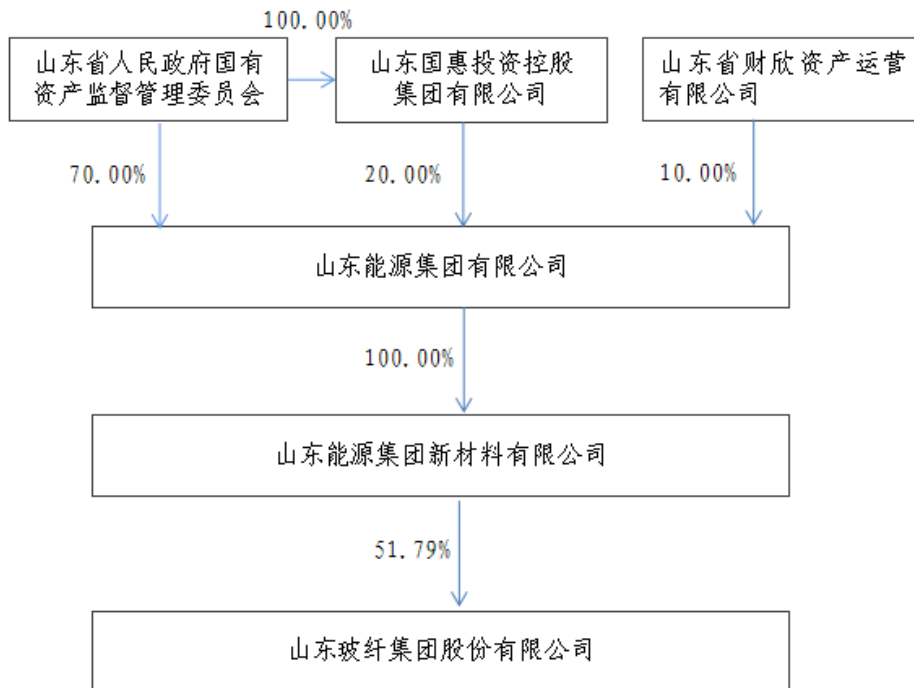 100.00%
山东省人民政府国有
资产监督管理委员会
山东国惠投资控股
集团有限公司
山东省财欣资产运营
有限公司
70.00%
20.00%
10.00%
山东能源集团有限公司
100.00%
山东能源集团新材料有限公司
51.79%
山东玻纤集团股份有限公司